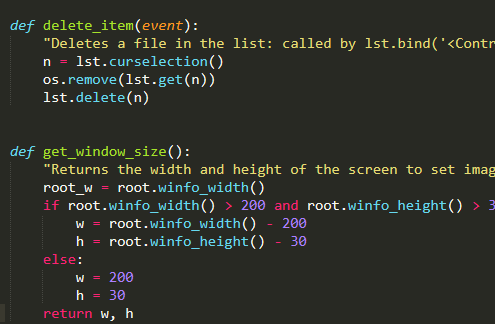 def delete_item(event):
    "Deletes a file in the list: called by lst.bind('<Contr
    n = lst.curselection()
    os.remove(lst.get(n))
    lst.delete(n)
def get_window_size():
    "Returns the width and height of the screen to set imag
    root_w = root.winfo_width()
    if root.winfo_width() > 200 and root.winfo_height() > 3
        w = root.winfo_width() - 200
        h = root.winfo_height() - 30
    else:
        w = 200
        h = 30
    return w, h